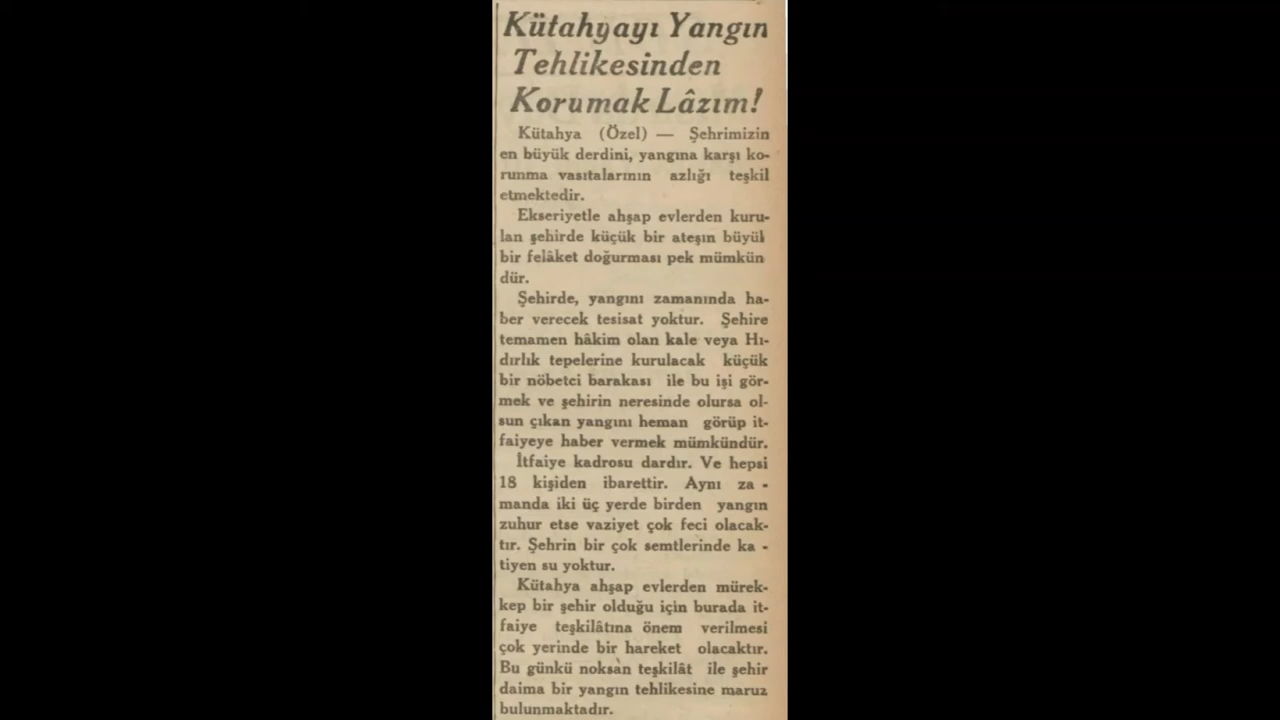 Kütahyayı Yangın
Tehlikesinden
Korumak Lâzım!
Kütahya (Özel) — Şehrimizin
en büyük derdini, yangına karşı ko-
runma vasıtalarının azlığı teşkil
etmektedir.
Ekseriyetle ahşap evlerden kuru-
lan şehirde küçük bir ateşin büyül
bir felâket doğurması pek mümkün
dür.
Şehirde, yangını zamanında ha-
ber verecek tesisat yoktur. Şehire
temamen hâkim olan kale veya Hı-
dırlık tepelerine kurulacak küçük
bir nöbetci barakası ile bu işi gör-
mek ve şehirin neresinde olursa ol-
sun çıkan yangını heman görüp it-
faiyeye haber vermek mümkündür.
İtfaiye kadrosu dardır. Ve hepsi
18 kişiden ibarettir. Aynı za -
manda iki üç yerde birden yangın
zuhur etse vaziyet çok feci olacak-
tır. Şehrin bir çok semtlerinde ka -
tiyen su yoktur.
Kütahya ahşap evlerden mürek-
kep bir şehir olduğu için burada it-
faiye teşkilâtına önem verilmesi
çok yerinde bir hareket olacaktır.
Bu günkü noksan teşkilât ile şehir
daima bir yangın tehlikesine maruz
bulunmaktadır.